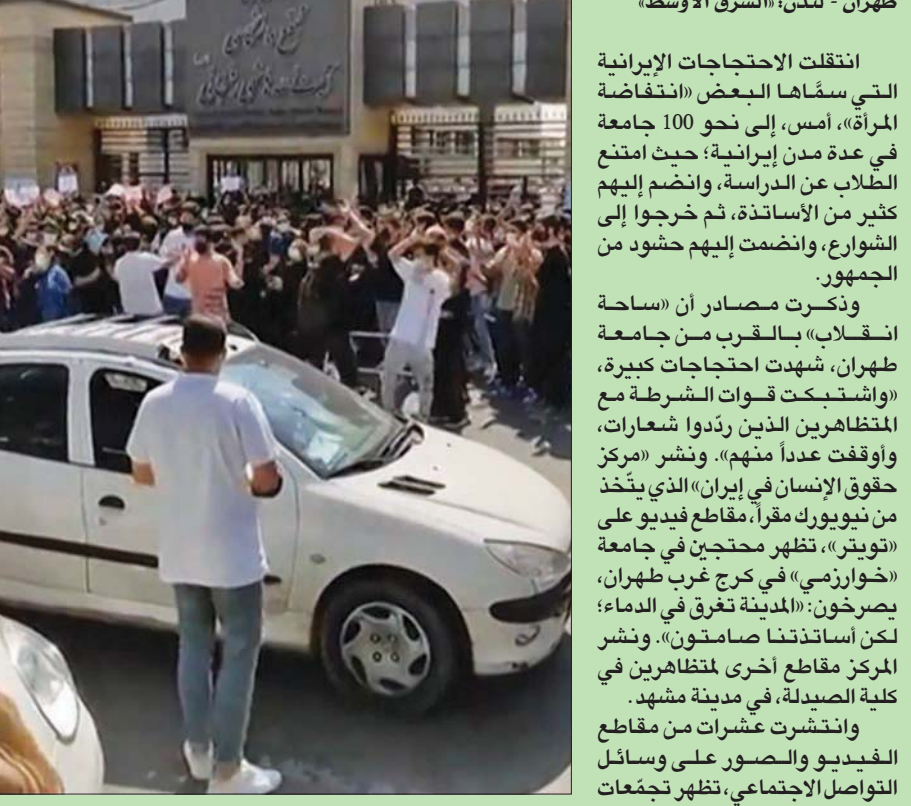 طهران - لندن: «الشرق الأوسط»
انتقلت الاحتجاجات الإيرانية
التي سمَّاها البعض «انتفاضة
المرأة»، أمس، إلى نحو 100 جامعة
في عدة مدن إيرانية؛ حيث امتنع
الطلاب عن الدراسة، وانضم إليهم
كثير من الأساتذة، ثم خرجوا إلى
الشوارع، وانضمت إليهم حشود من
الجمهور.
وذكرت مصادر أن «ساحة
انقلاب» بالقرب من جامعة
طهران، شهدت احتجاجات كبيرة،
«واشتبكت قوات الشرطة مع
المتظاهرين الذين ردّدوا شعارات،
وأوقفت عدداً منهم». ونشر «مركز
حقوق الإنسان في إيران» الذي يتّخذ
من نيويورك مقراً، مقاطع فيديو على
«تويتر»، تظهر محتجين في جامعة
«خوارزمي» في كرج غرب طهران،
يصرخون: «المدينة تغرق في الدماء؛
لكن أساتذتنا صامتون». ونشر
المركز مقاطع أخرى لمتظاهرين في
كلية الصيدلة، في مدينة مشهد.
وانتشرت عشرات من مقاطع
الفيديو والصور على وسائل
التواصل الاجتماعي، تظهر تجمّعات